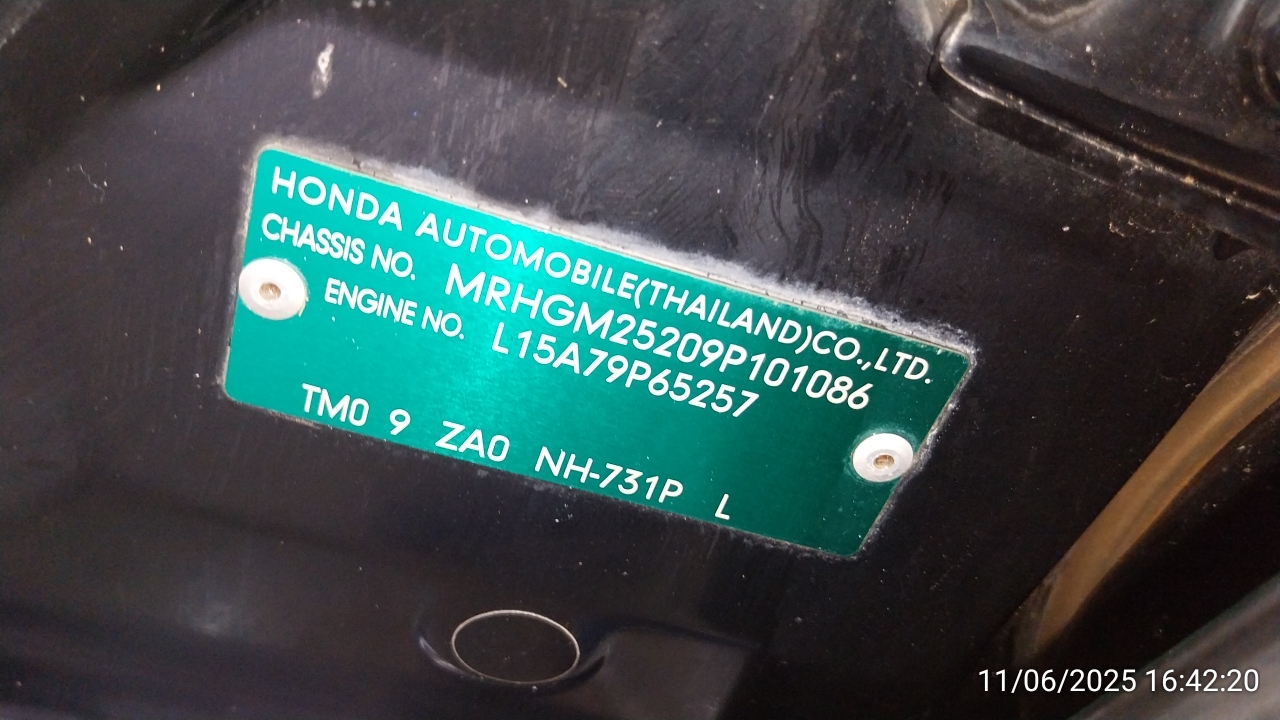 HONDA AUTOMOBILE(THAILAND)CO.,LTD.
CHASSIS NO. MRHGM25209P101086
ENGINE NO. L15A79P65257
TM0 9 ZA0 NH-731P L
11/06/2025 16:42:20